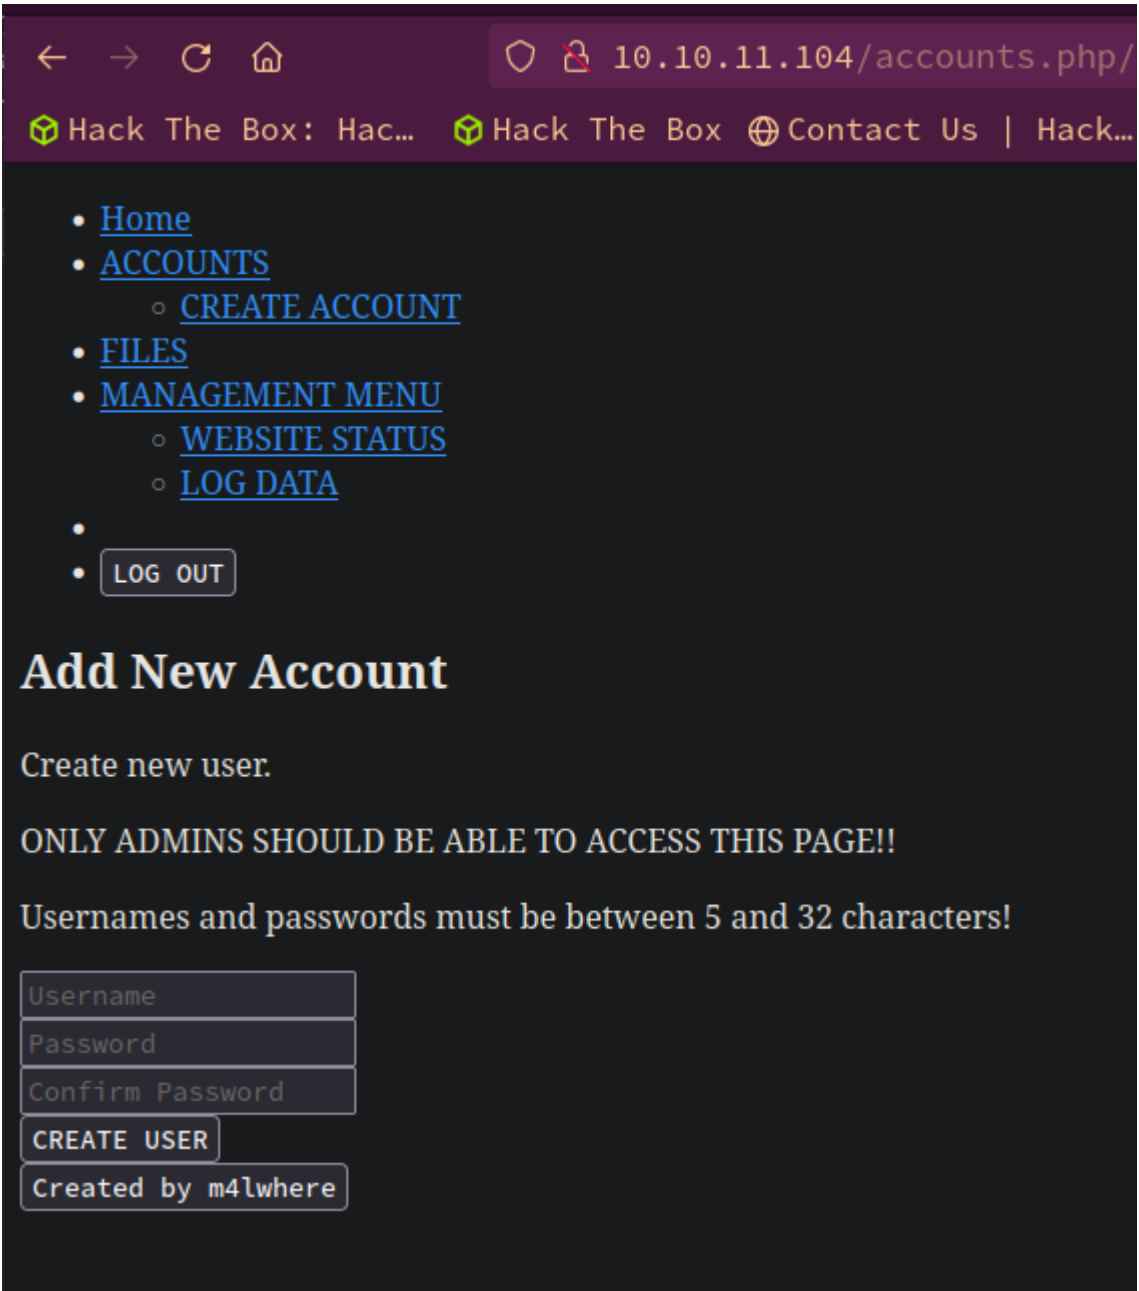 10.10.11.104/accounts.php/
Hack The Box: Hac… Hack The Box Contact Us | Hack…
Home
ACCOUNTS
CREATE ACCOUNT
FILES
MANAGEMENT MENU
WEBSITE STATUS
LOG DATA
LOG OUT
Add New Account
Create new user.
ONLY ADMINS SHOULD BE ABLE TO ACCESS THIS PAGE!!
Usernames and passwords must be between 5 and 32 characters!
Username
Password
Confirm Password
CREATE USER
Created by m4lwhere